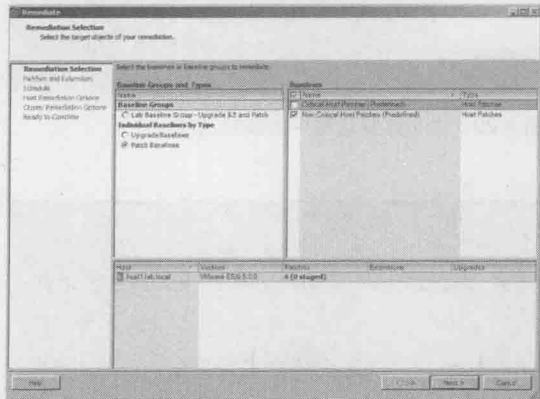 Remediate
Remediation Selection
Select the target objects of your remediation.
Remediation Selection
Patches and Extensions
Schedule
Host Remediation Options
Cluster Remediation Options
Ready to Complete
Select the baselines or baseline groups to remediate.
Baseline Groups and Types
Name
Baseline Groups
Lab Baseline Group - Upgrade and Patch
Individual Baselines by Type
Upgrade Baselines
Patch Baselines
Baselines
Name Type
Critical Host Patches (Predefined) Host Patches
Non-Critical Host Patches (Predefined) Host Patches
Host Version Patches Extensions Upgrades
host1.lab.local VMware ESXi 5.0.0 4 (0 staged)
Help
Next >
Cancel